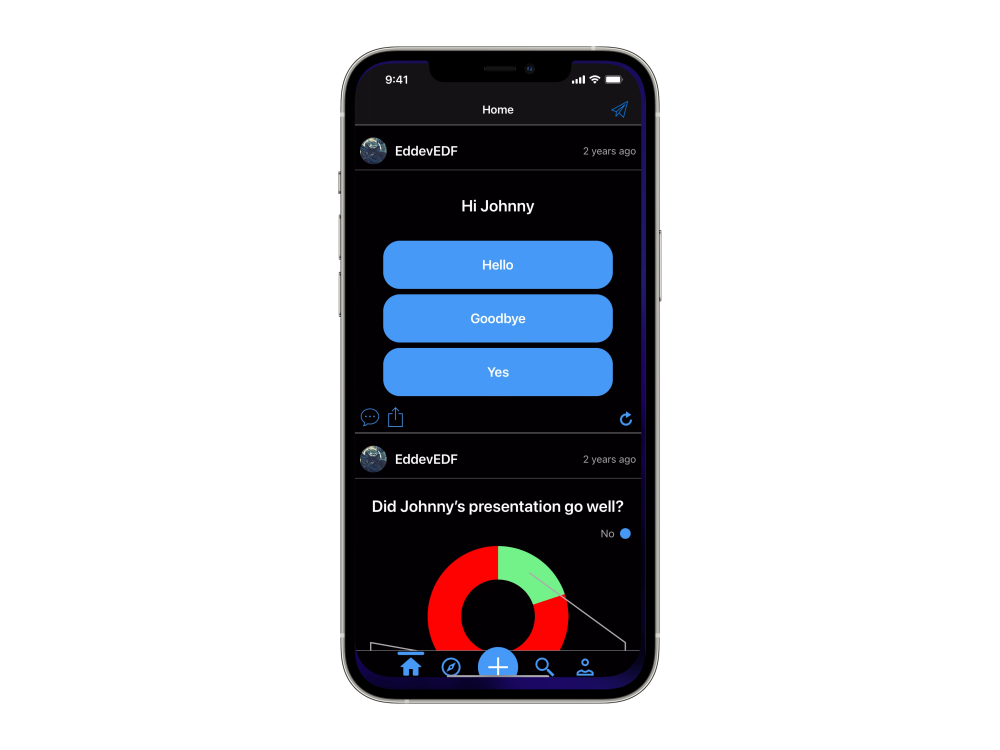 9:41
Home
EddevEDF
2 years ago
Hi Johnny
Hello
Goodbye
Yes
EddevEDF
2 years ago
Did Johnny’s presentation go well?
No